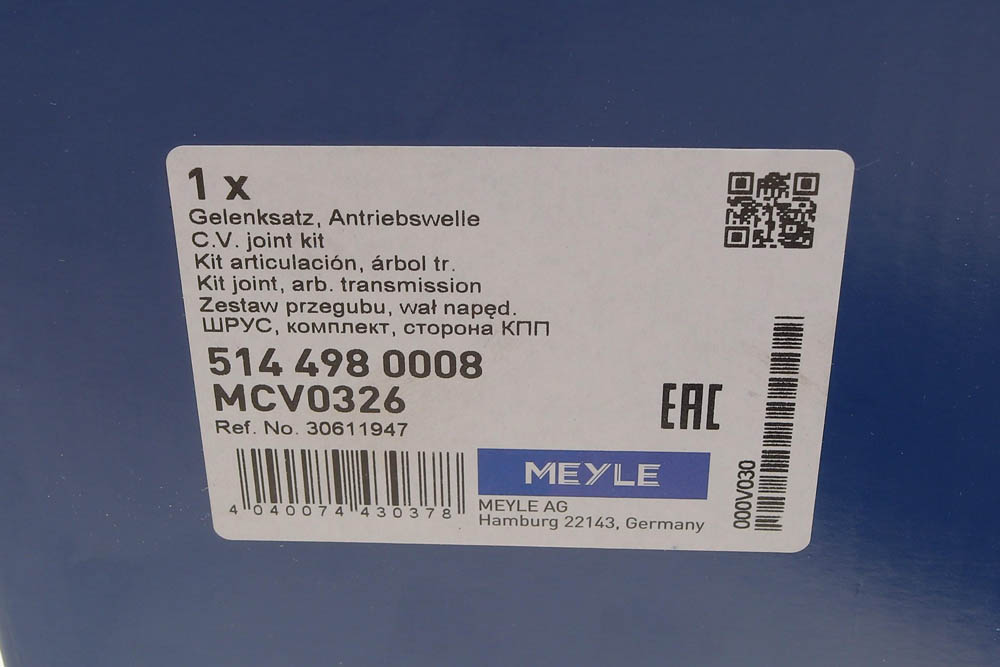 1 x
Gelenksatz, Antriebswelle
C.V. joint kit
Kit articulación, árbol tr.
Kit joint, arb. transmission
Zestaw przegubu, wał napęd.
ШРУС, комплект, сторона КПП
514 498 0008
MCV0326
Ref. No. 30611947
EAC
4 040074 430378
MEYLE
MEYLE AG
Hamburg 22143, Germany
000V030